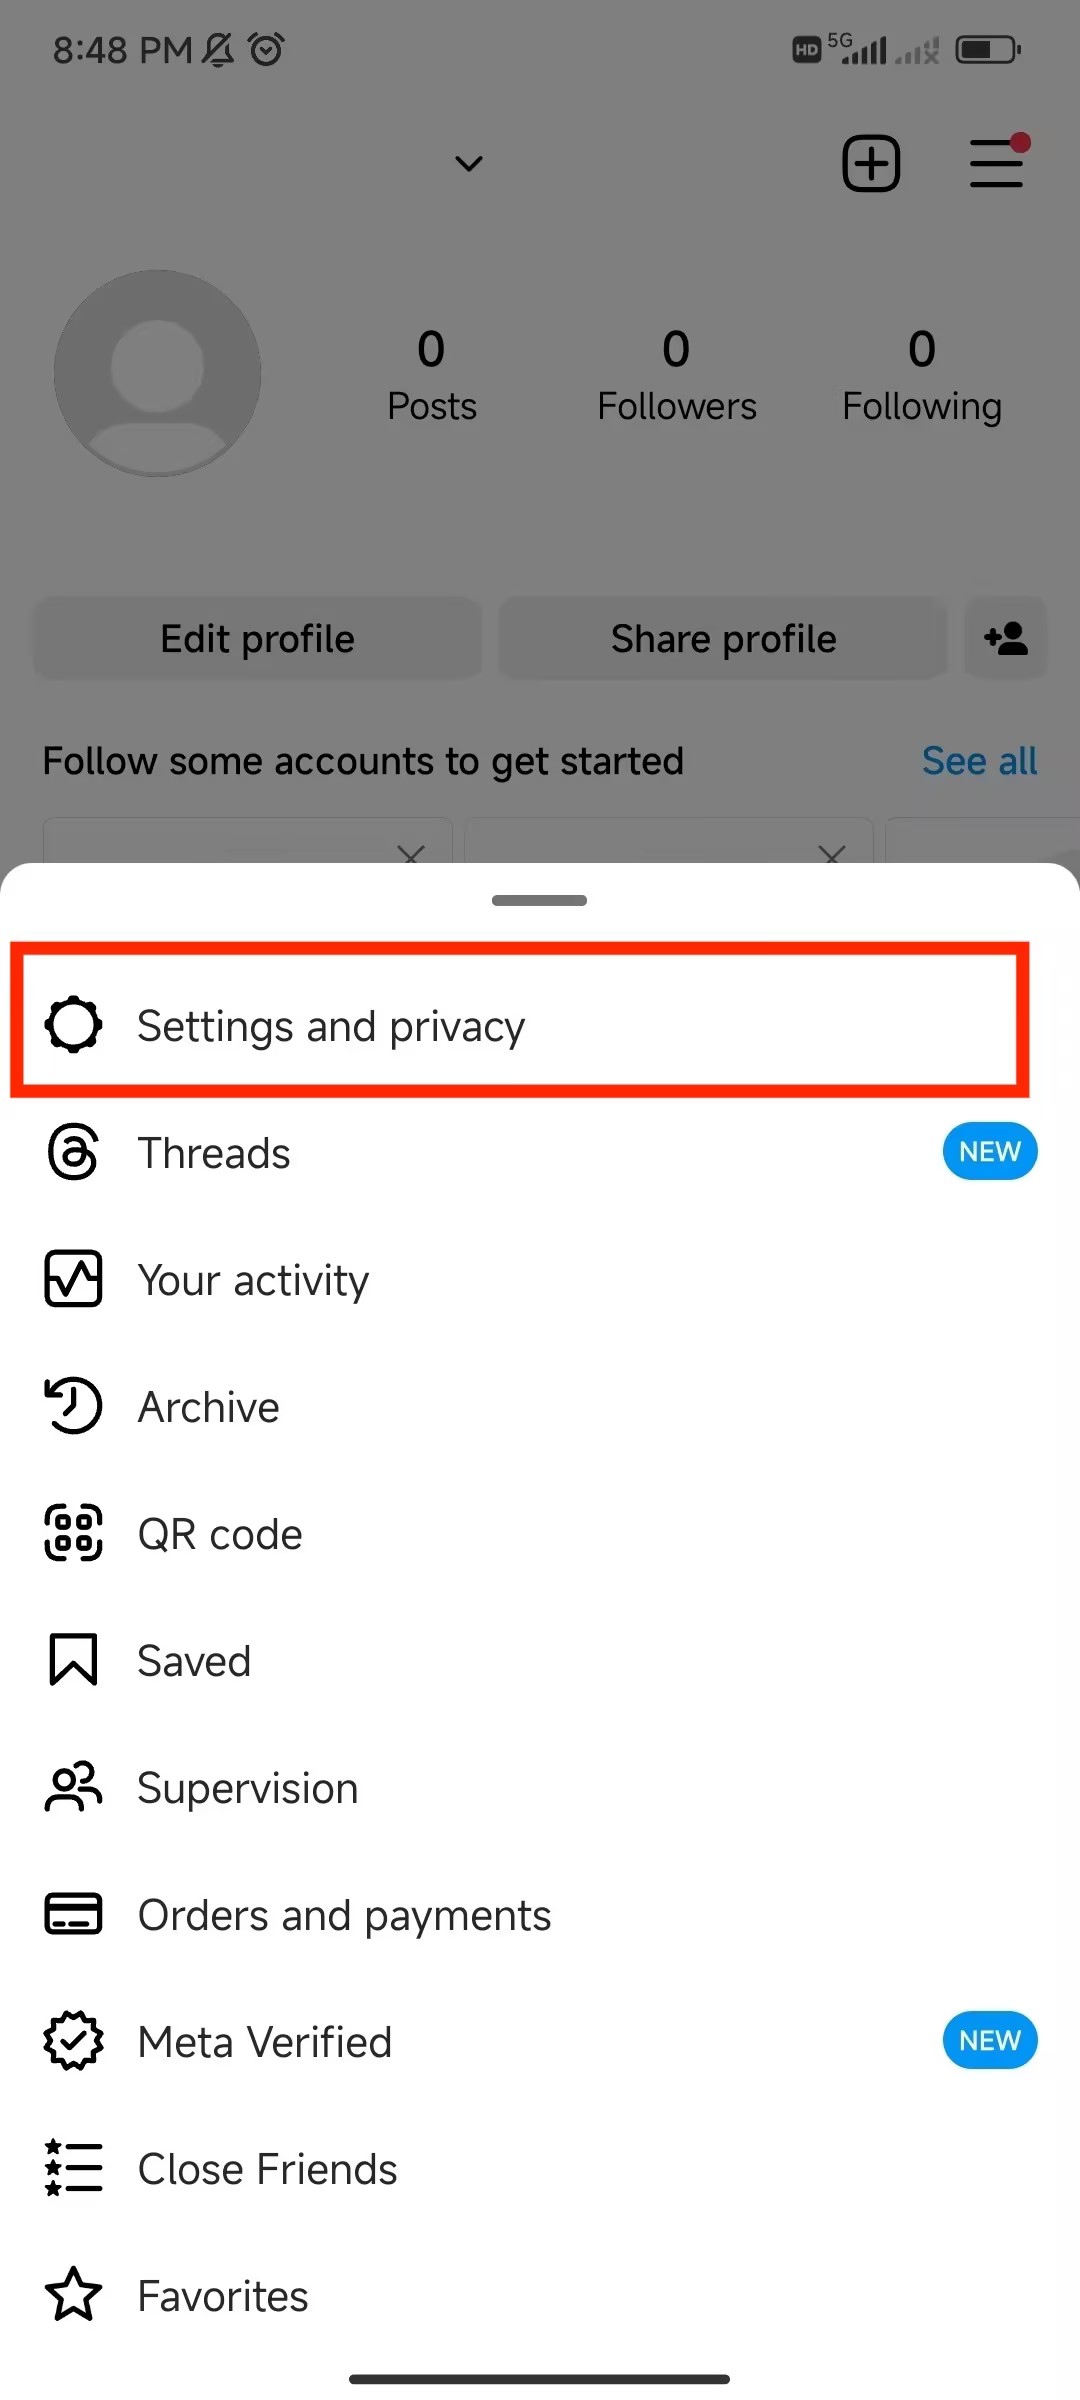 8:48 PM HD 5G
0 0 0
Posts Followers Following
Edit profile Share profile
Follow some accounts to get started See all
Settings and privacy
Threads NEW
Your activity
Archive
QR code
Saved
Supervision
Orders and payments
Meta Verified NEW
Close Friends
Favorites